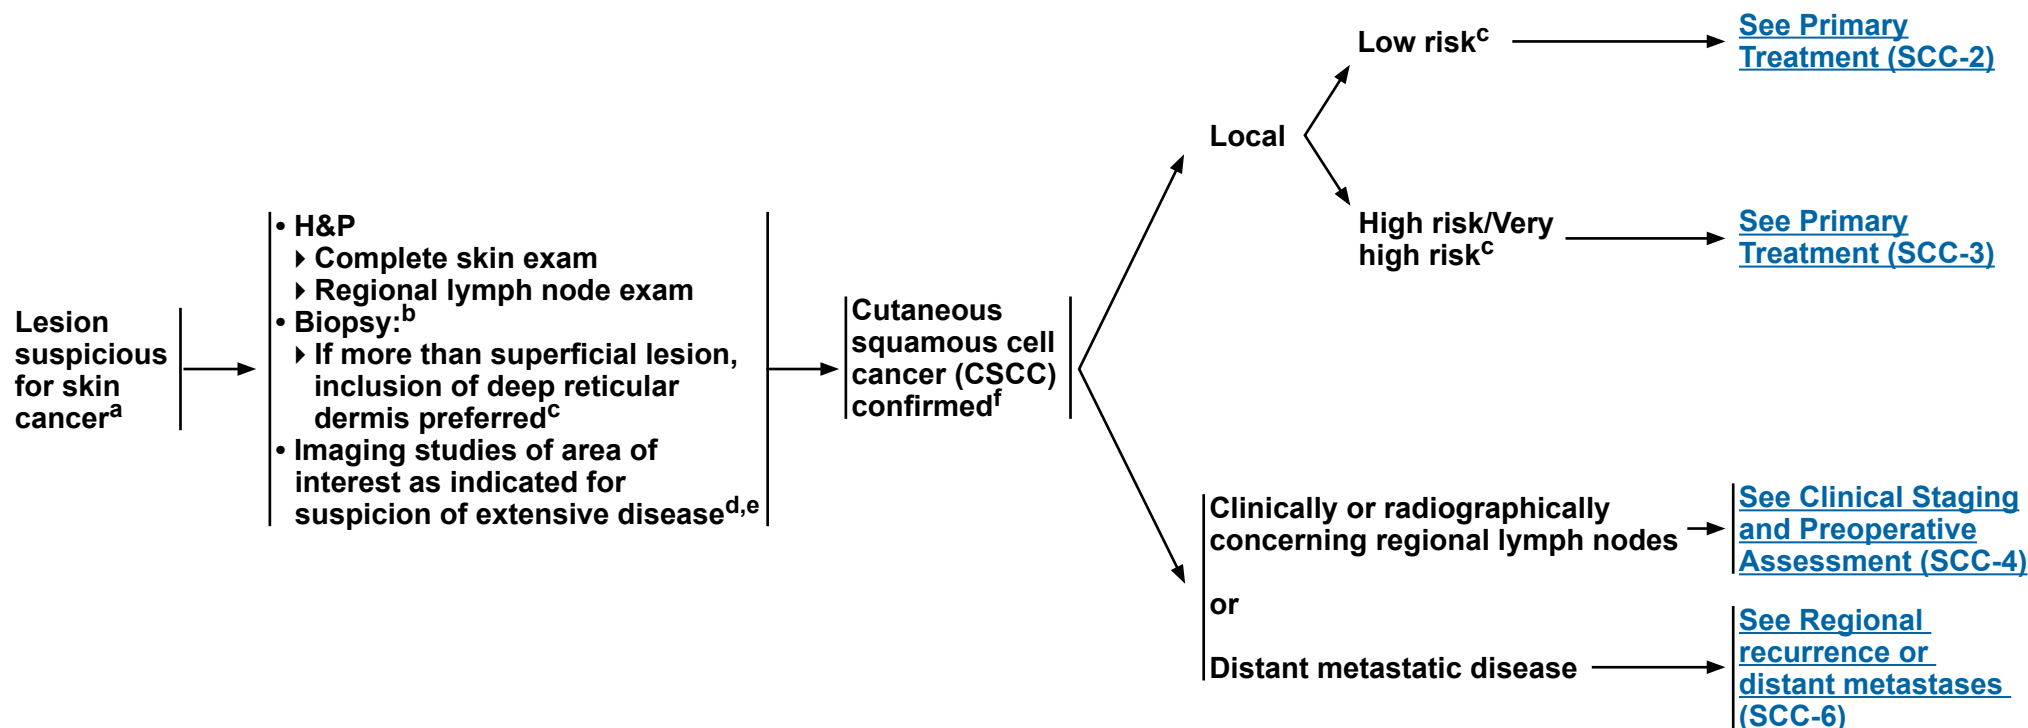 Lesion
suspicious
for skin
cancerᵃ
• H&P
‣ Complete skin exam
‣ Regional lymph node exam
• Biopsy:ᵇ
‣ If more than superficial lesion,
inclusion of deep reticular
dermis preferredᶜ
• Imaging studies of area of
interest as indicated for
suspicion of extensive diseaseᵈ,ᵉ
Cutaneous
squamous cell
cancer (CSCC)
confirmedᶠ
Local
Low riskᶜ
See Primary
Treatment (SCC-2)
High risk/Very
high riskᶜ
See Primary
Treatment (SCC-3)
Clinically or radiographically
concerning regional lymph nodes
See Clinical Staging
and Preoperative
Assessment (SCC-4)
or
Distant metastatic disease
See Regional
recurrence or
distant metastases
(SCC-6)